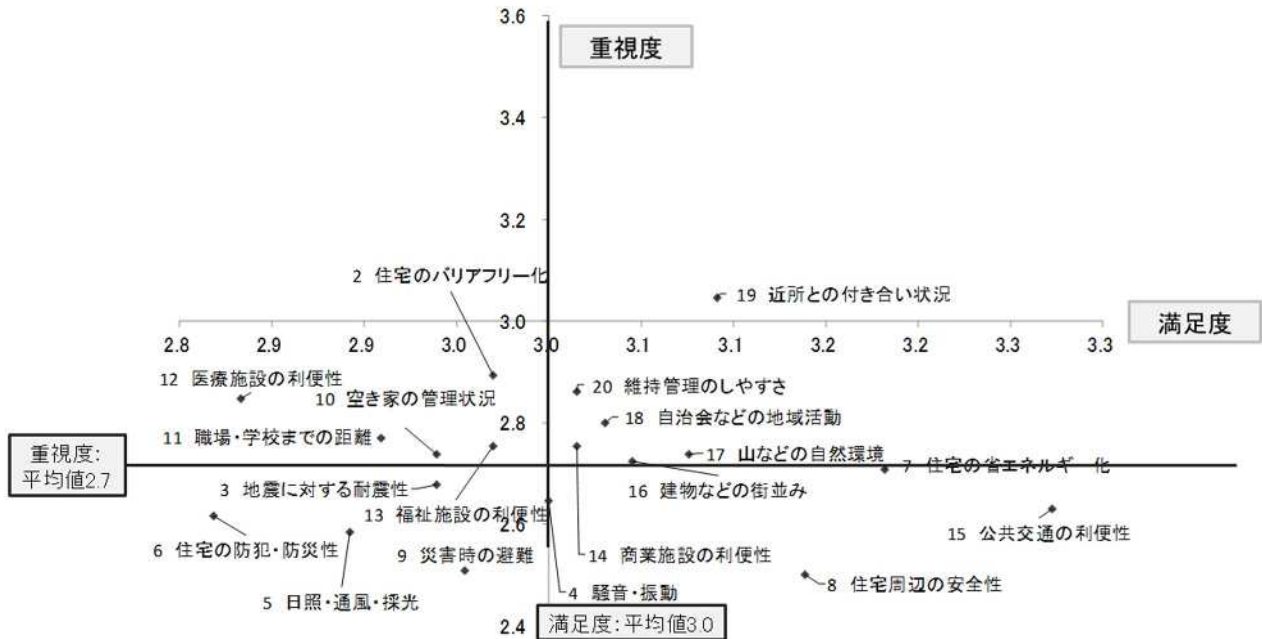 3.6
重視度
3.4
3.2
2 住宅のバリアフリー化
19 近所との付き合い状況
3.0
満足度
2.8 2.9 2.9 3.0 3.0 3.1 3.1 3.2 3.2 3.3 3.3
12 医療施設の利便性
20 維持管理のしやすさ
10 空き家の管理状況
18 自治会などの地域活動
2.8
11 職場・学校までの距離
重視度:
平均値2.7
17 山などの自然環境
7 住宅の省エネルギー化
3 地震に対する耐震性
16 建物などの街並み
13 福祉施設の利便性
2.6
15 公共交通の利便性
6 住宅の防犯・防災性
9 災害時の避難
14 商業施設の利便性
8 住宅周辺の安全性
5 日照・通風・採光
4 騒音・振動
2.4
満足度:平均値3.0